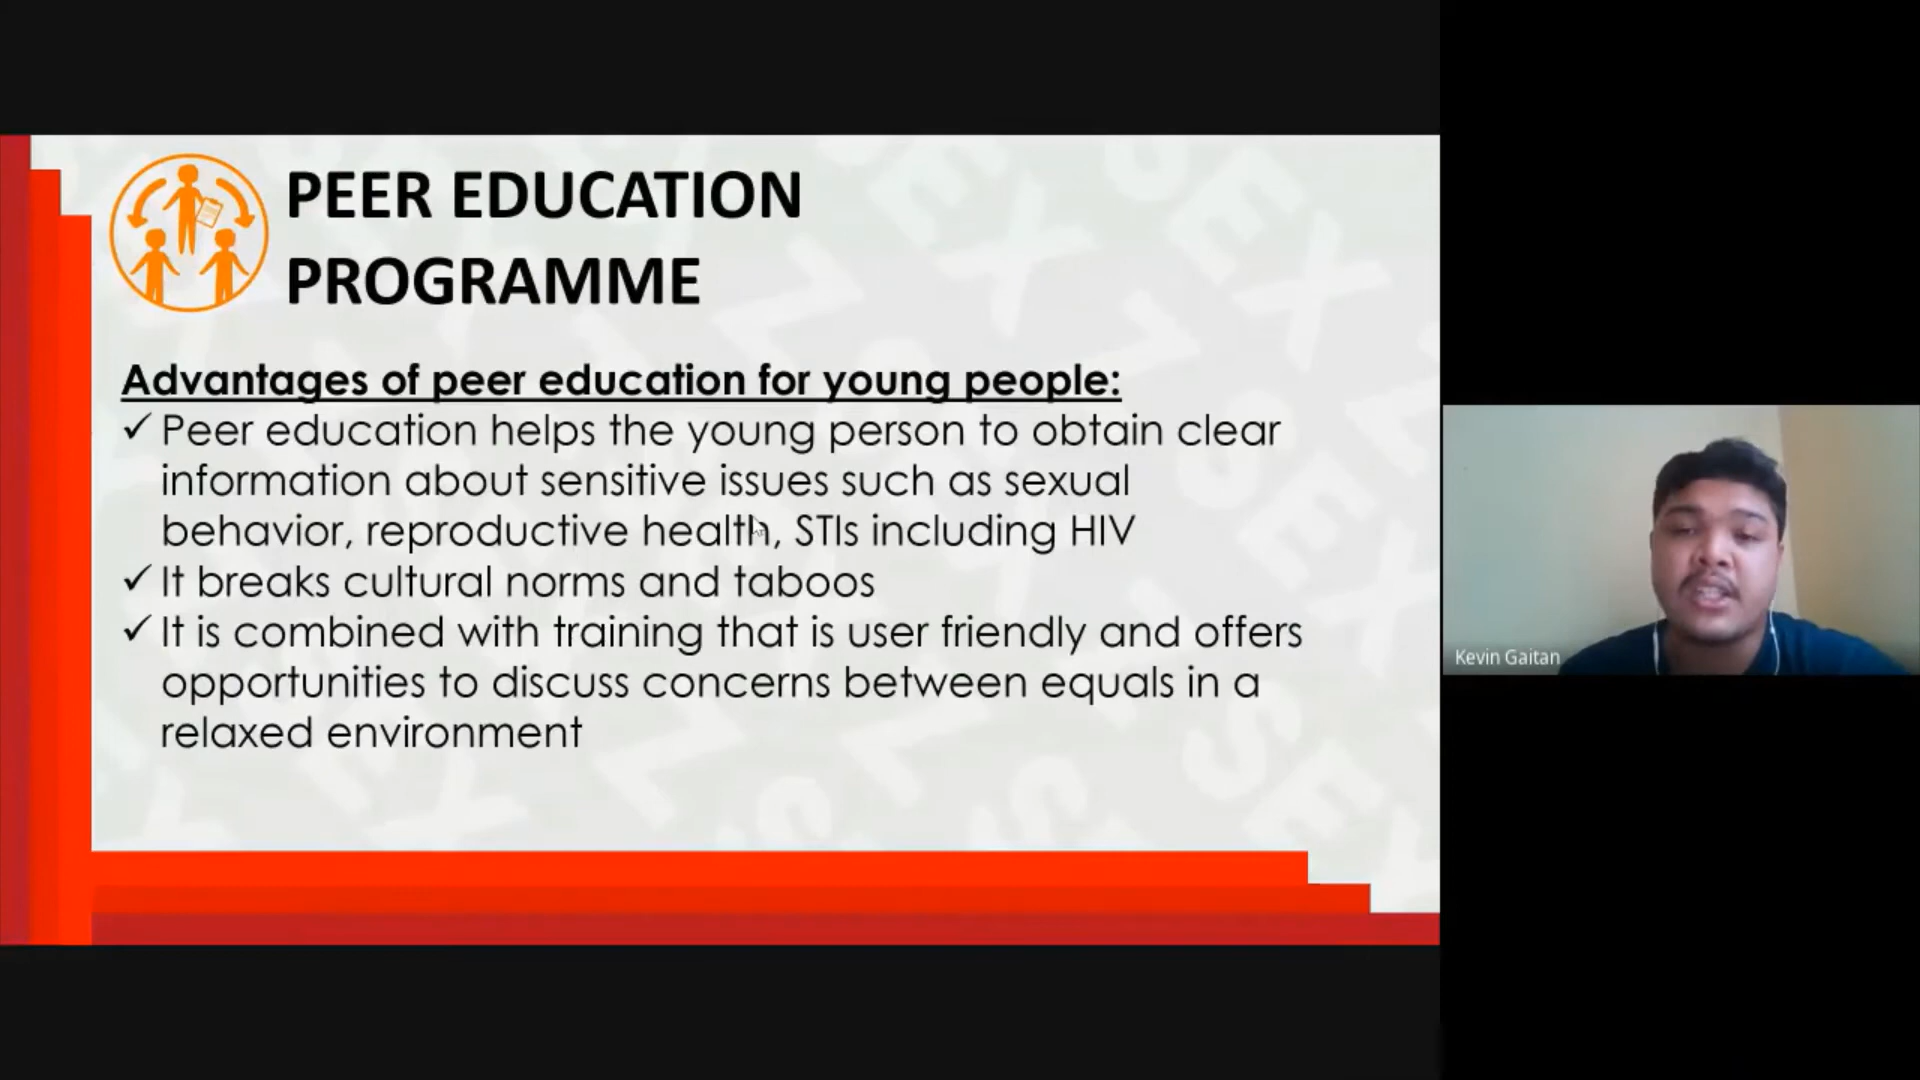 PEER EDUCATION
PROGRAMME
Advantages of peer education for young people:
✓ Peer education helps the young person to obtain clear
information about sensitive issues such as sexual
behavior, reproductive health, STIs including HIV
✓ It breaks cultural norms and taboos
✓ It is combined with training that is user friendly and offers
opportunities to discuss concerns between equals in a
relaxed environment
Kevin Gaitan